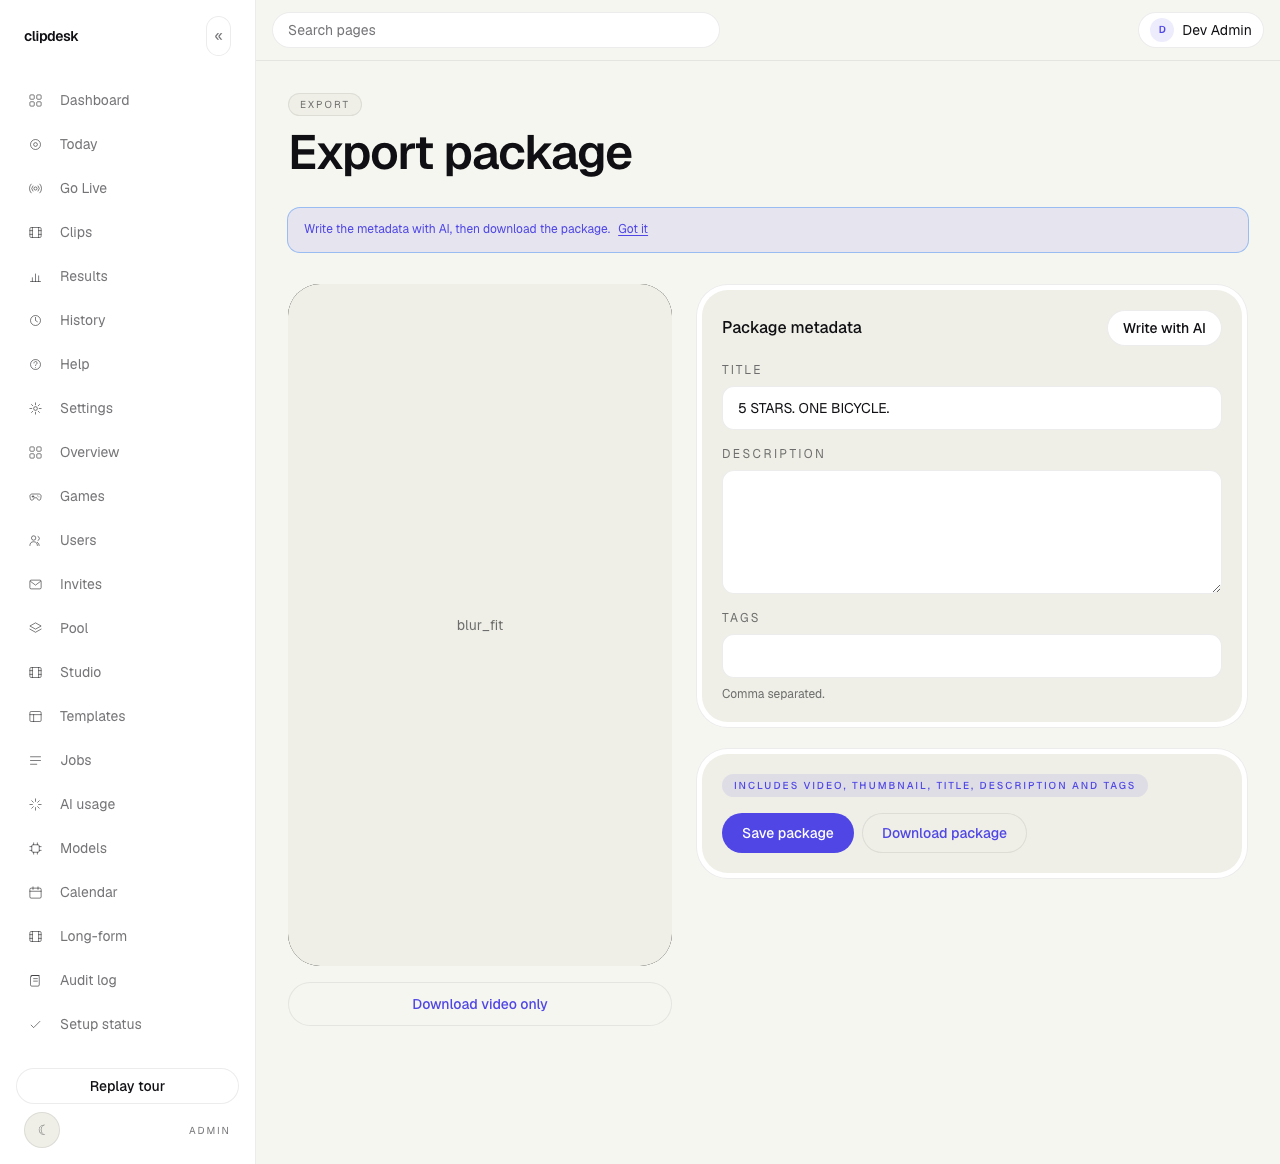 clipdesk
«
Search pages
D
Dev Admin
Dashboard
Today
Go Live
Clips
Results
History
Help
Settings
Overview
Games
Users
Invites
Pool
Studio
Templates
Jobs
AI usage
Models
Calendar
Long-form
Audit log
Setup status
Replay tour
ADMIN
EXPORT
Export package
Write the metadata with AI, then download the package. Got it
blur_fit
Download video only
Package metadata
Write with AI
TITLE
5 STARS. ONE BICYCLE.
DESCRIPTION
TAGS
Comma separated.
INCLUDES VIDEO, THUMBNAIL, TITLE, DESCRIPTION AND TAGS
Save package
Download package